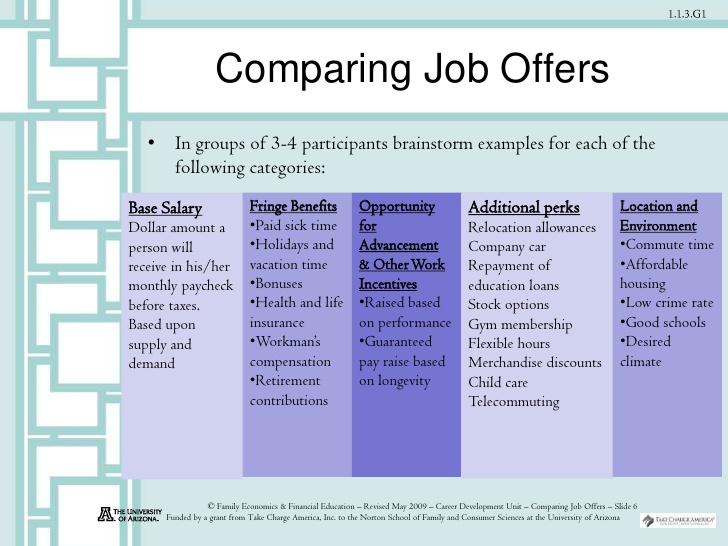 1.1.3.G1
Comparing Job Offers
• In groups of 3-4 participants brainstorm examples for each of the
following categories:
Base Salary
Dollar amount a
person will
receive in his/her
monthly paycheck
before taxes.
Based upon
supply and
demand
Fringe Benefits
•Paid sick time
•Holidays and
vacation time
•Bonuses
•Health and life
insurance
•Workman's
compensation
•Retirement
contributions
Opportunity
for
Advancement
& Other Work
Incentives
•Raised based
on performance
•Guaranteed
pay raise based
on longevity
Additional perks
Relocation allowances
Company car
Repayment of
education loans
Stock options
Gym membership
Flexible hours
Merchandise discounts
Child care
Telecommuting
Location and
Environment
•Commute time
•Affordable
housing
•Low crime rate
•Good schools
•Desired
climate
THE UNIVERSITY
OF ARIZONA.
© Family Economics & Financial Education – Revised May 2009 – Career Development Unit – Comparing Job Offers – Slide 6
Funded by a grant from Take Charge America, Inc. to the Norton School of Family and Consumer Sciences at the University of Arizona
TAKE CHARGE AMERICA